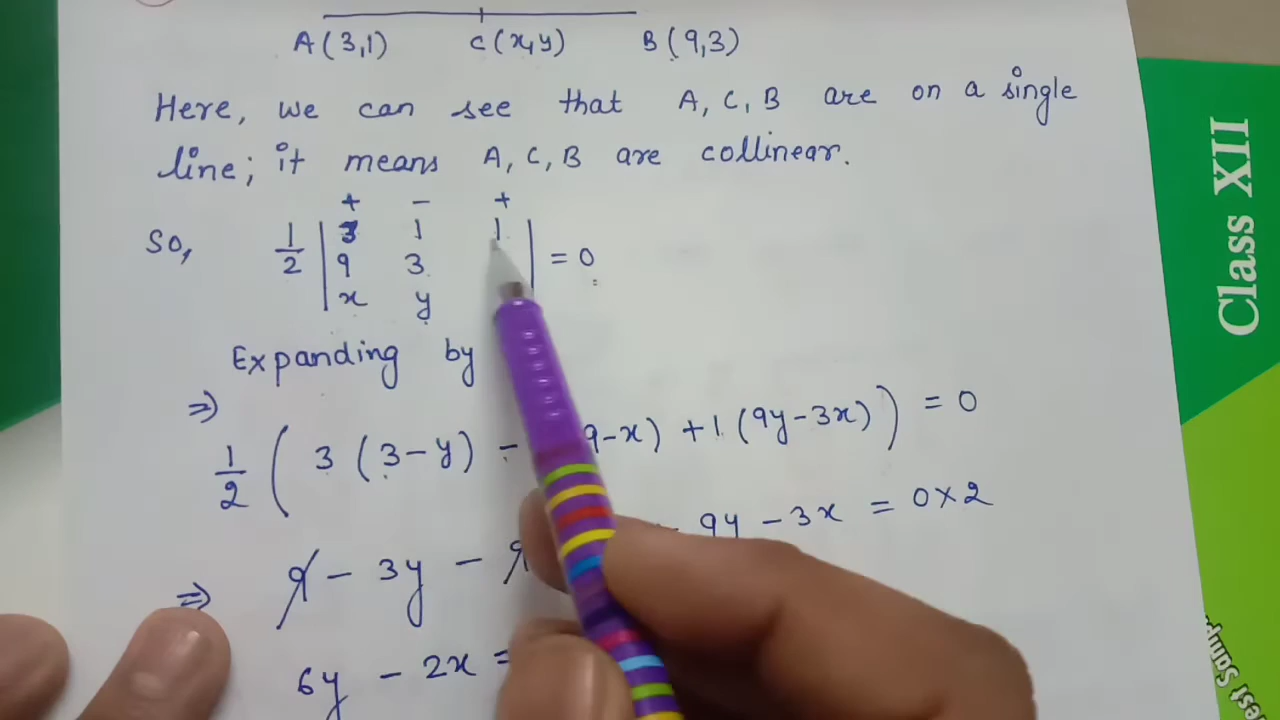 A(3,1) C(x,y) B(9,3)
Here, we can see that A, C, B are on a single
line; it means A, C, B are collinear.
+ − +
So, 1/2 | 3 1 1 | = 0
9 3
x y
Expanding by
⇒
1/2 ( 3 (3−y) − 9−x) + 1 (9y−3x) ) = 0
⇒ 9 − 3y − 9 9y − 3x = 0×2
6y − 2x =
Class XII